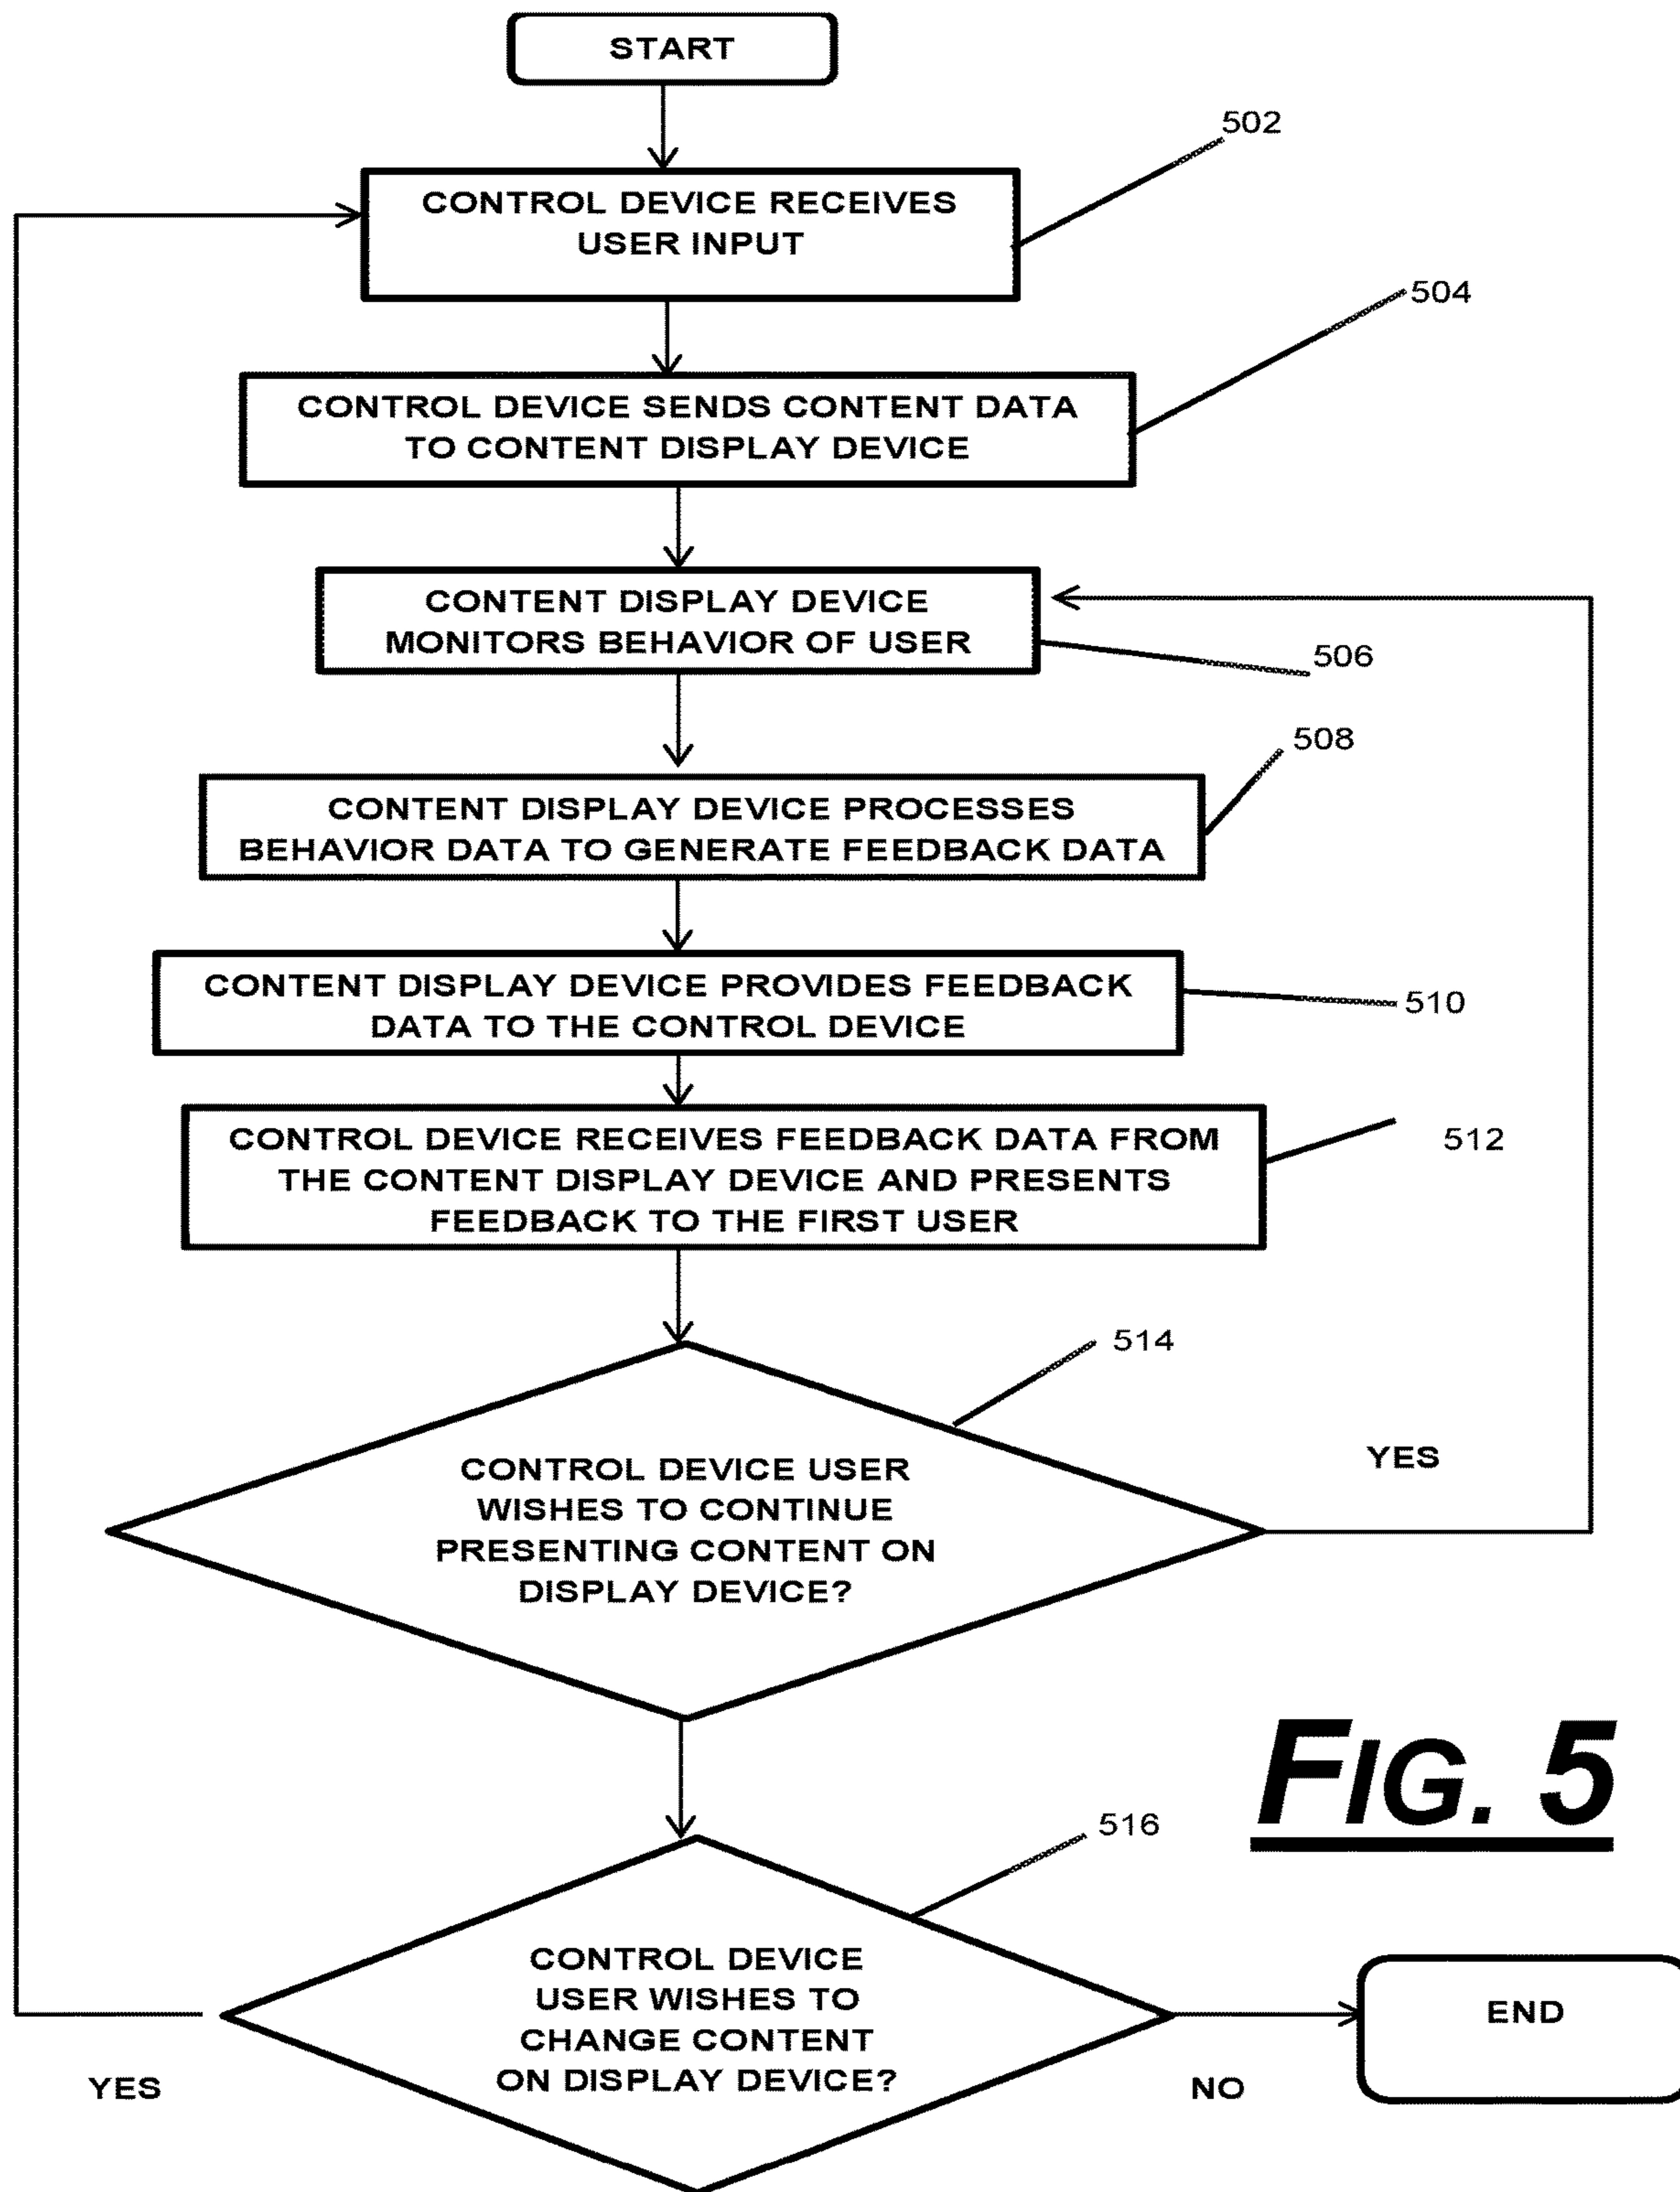 START
502
CONTROL DEVICE RECEIVES
USER INPUT
504
CONTROL DEVICE SENDS CONTENT DATA
TO CONTENT DISPLAY DEVICE
CONTENT DISPLAY DEVICE
MONITORS BEHAVIOR OF USER
506
508
CONTENT DISPLAY DEVICE PROCESSES
BEHAVIOR DATA TO GENERATE FEEDBACK DATA
CONTENT DISPLAY DEVICE PROVIDES FEEDBACK
DATA TO THE CONTROL DEVICE
510
CONTROL DEVICE RECEIVES FEEDBACK DATA FROM
THE CONTENT DISPLAY DEVICE AND PRESENTS
FEEDBACK TO THE FIRST USER
512
514
CONTROL DEVICE USER
WISHES TO CONTINUE
PRESENTING CONTENT ON
DISPLAY DEVICE?
YES
FIG. 5
516
CONTROL DEVICE
USER WISHES TO
CHANGE CONTENT
ON DISPLAY DEVICE?
YES
NO
END